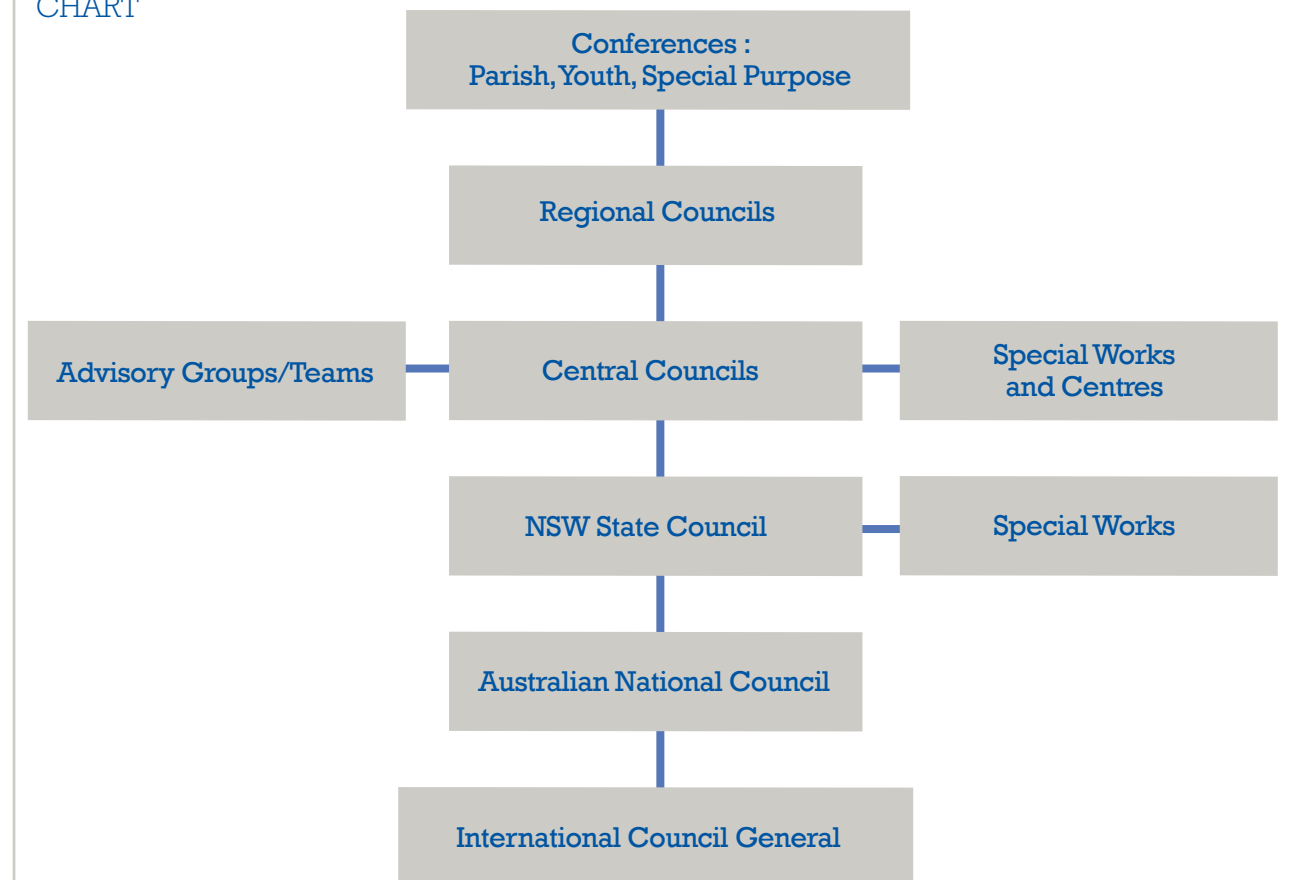 CHART
Conferences :
Parish, Youth, Special Purpose
Regional Councils
Advisory Groups/Teams
Central Councils
Special Works
and Centres
NSW State Council
Special Works
Australian National Council
International Council General